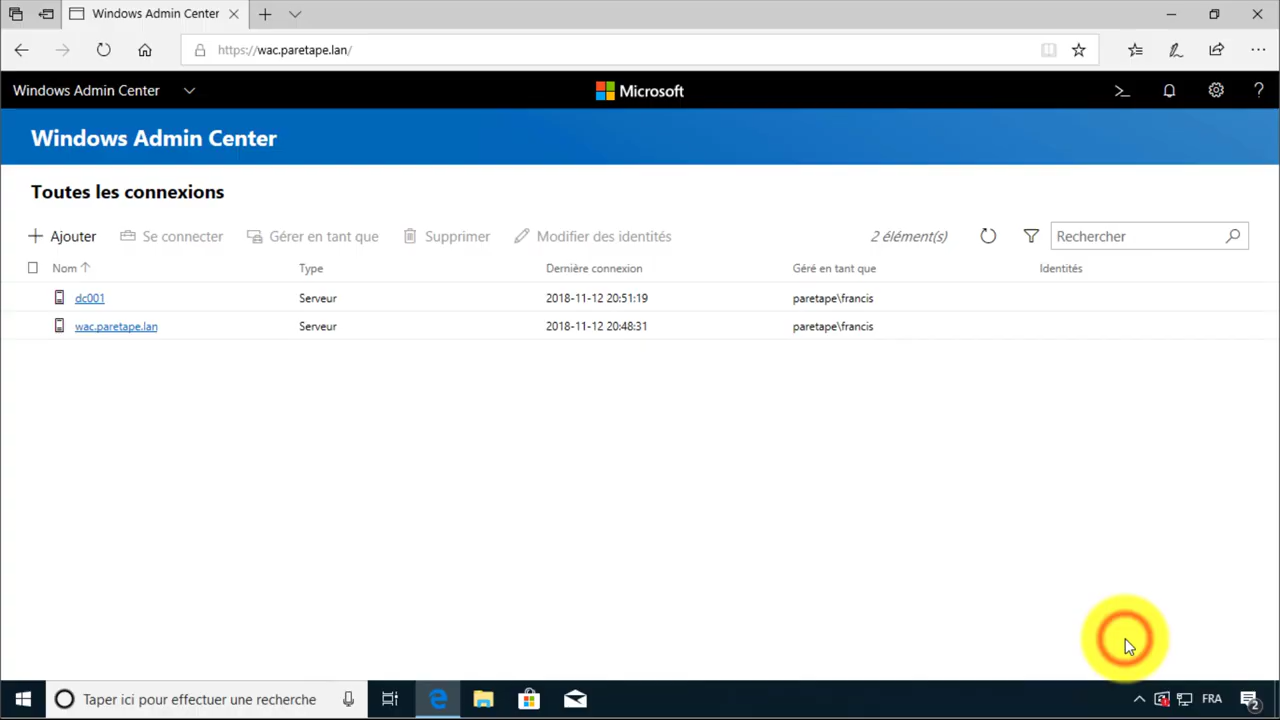 Windows Admin Center
https://wac.paretape.lan/
Windows Admin Center
Microsoft
Windows Admin Center
Toutes les connexions
Ajouter Se connecter Gérer en tant que Supprimer Modifier des identités 2 élément(s) Rechercher
Nom Type Dernière connexion Géré en tant que Identités
dc001 Serveur 2018-11-12 20:51:19 paretape\francis
wac.paretape.lan Serveur 2018-11-12 20:48:31 paretape\francis
Taper ici pour effectuer une recherche FRA 2